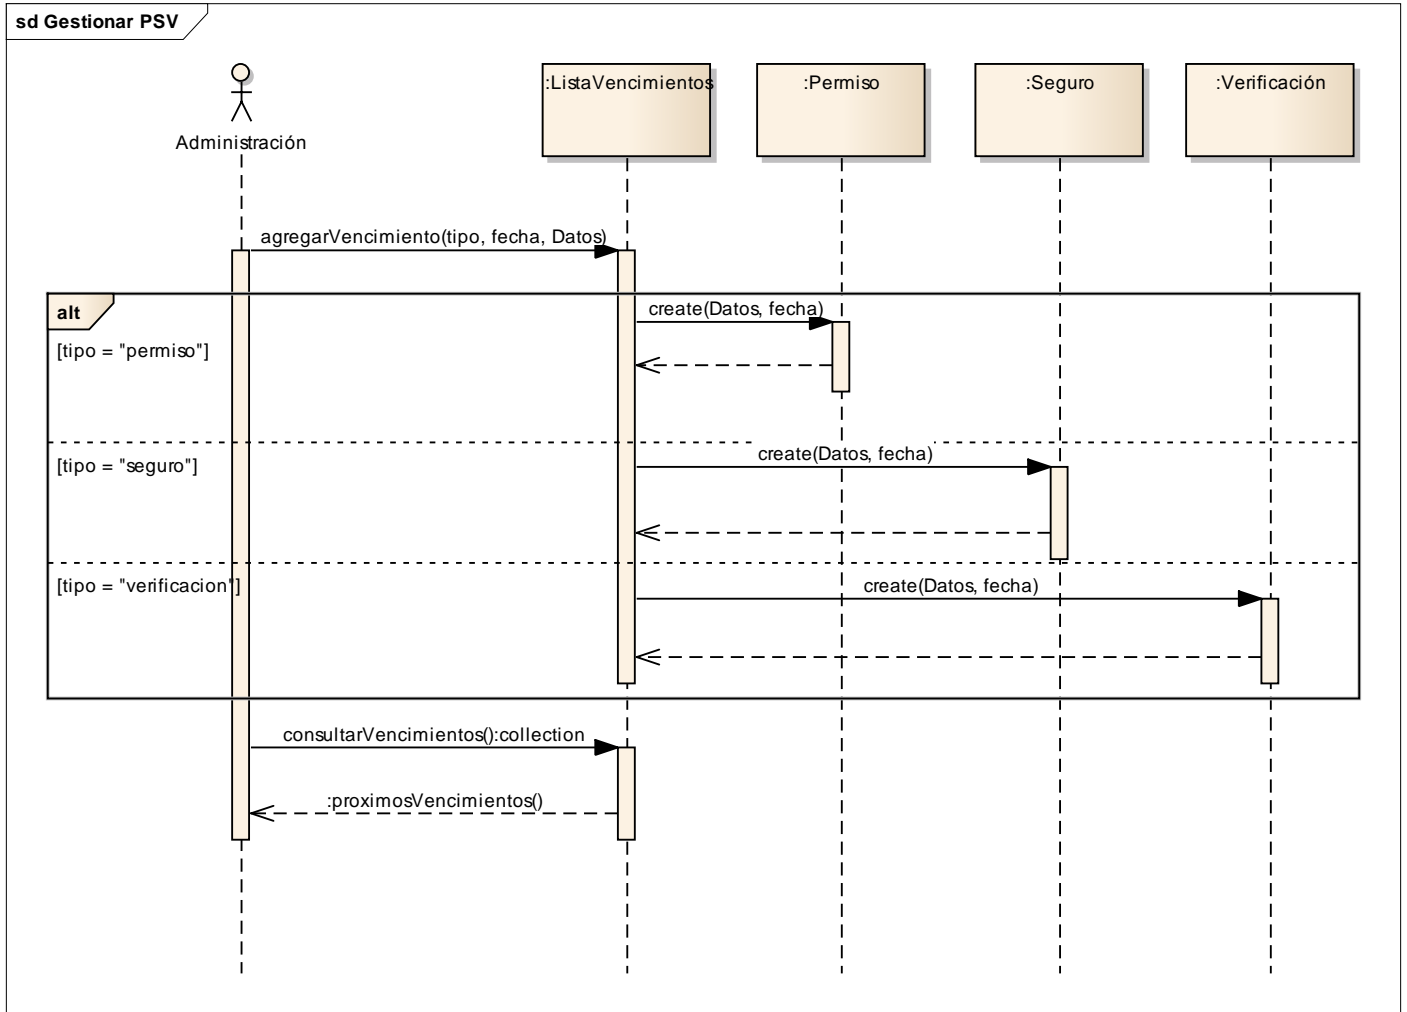 sd Gestionar PSV
Administración
:ListaVencimientos
:Permiso
:Seguro
:Verificación
agregarVencimiento(tipo, fecha, Datos)
alt
create(Datos, fecha)
[tipo = "permiso"]
create(Datos, fecha)
[tipo = "seguro"]
create(Datos, fecha)
[tipo = "verificacion"]
consultarVencimientos():collection
:proximosVencimientos()